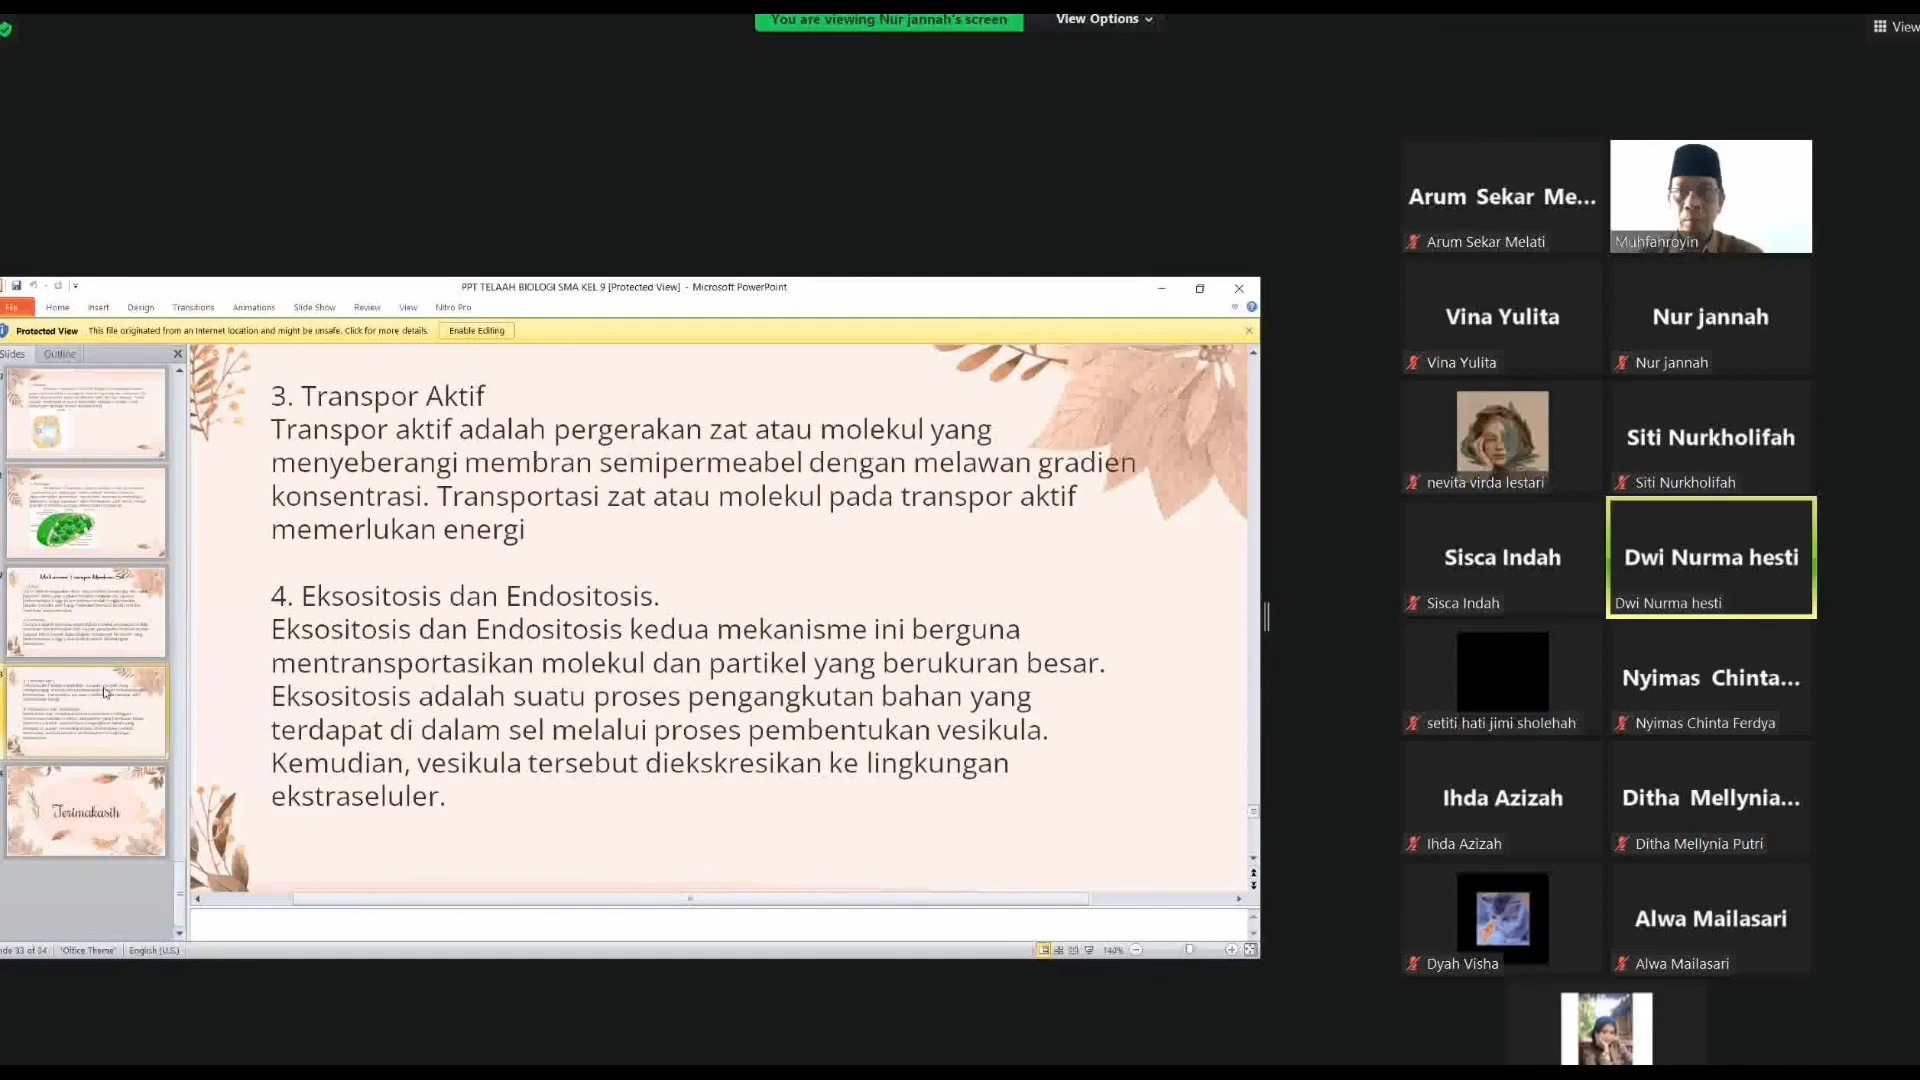 You are viewing Nur jannah's screen
View Options
View
PPT TELAAH BIOLOGI SMA KEL 9 [Protected View] - Microsoft PowerPoint
File Home Insert Design Transitions Animations Slide Show Review View Nitro Pro
Protected View This file originated from an Internet location and might be unsafe. Click for more details. Enable Editing
Slides Outline
3. Transpor Aktif
Transpor aktif adalah pergerakan zat atau molekul yang
menyeberangi membran semipermeabel dengan melawan gradien
konsentrasi. Transportasi zat atau molekul pada transpor aktif
memerlukan energi
4. Eksositosis dan Endositosis.
Eksositosis dan Endositosis kedua mekanisme ini berguna
mentransportasikan molekul dan partikel yang berukuran besar.
Eksositosis adalah suatu proses pengangkutan bahan yang
terdapat di dalam sel melalui proses pembentukan vesikula.
Kemudian, vesikula tersebut diekskresikan ke lingkungan
ekstraseluler.
Terimakasih
ide 33 of 34 "Office Theme" English (U.S.)
140%
Arum Sekar Me...
Arum Sekar Melati
Muhfahroyin
Vina Yulita
Vina Yulita
Nur jannah
Nur jannah
nevita virda lestari
Siti Nurkholifah
Siti Nurkholifah
Sisca Indah
Sisca Indah
Dwi Nurma hesti
Dwi Nurma hesti
setiti hati jimi sholehah
Nyimas Chinta...
Nyimas Chinta Ferdya
Ihda Azizah
Ihda Azizah
Ditha Mellynia...
Ditha Mellynia Putri
Dyah Visha
Alwa Mailasari
Alwa Mailasari